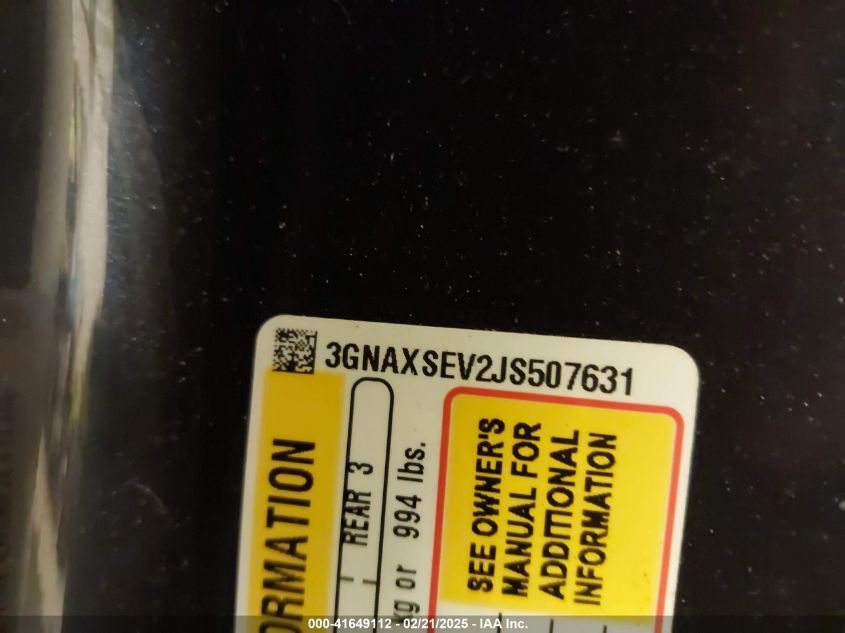 3GNAXSEV2JS507631
ORMATION
REAR 3
kg or 994 lbs.
SEE OWNER'S
MANUAL FOR
ADDITIONAL
INFORMATION
000-41649112 - 02/21/2025 - IAA Inc.